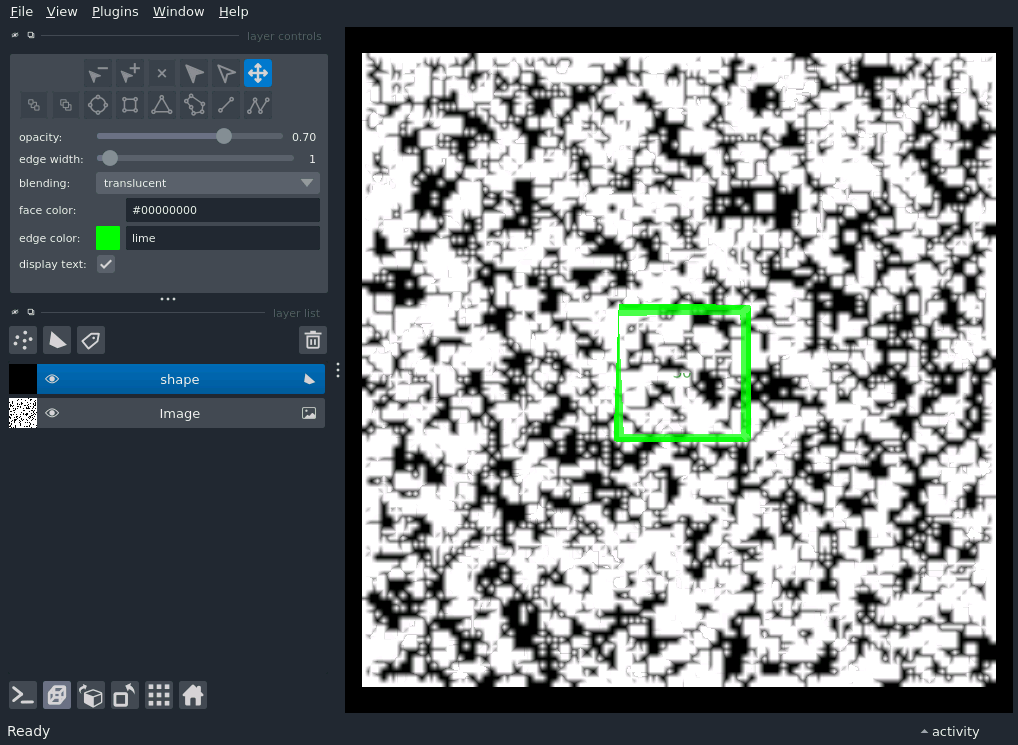 File View Plugins Window Help
layer controls
opacity: 0.70
edge width: 1
blending: translucent
face color: #00000000
edge color: lime
display text:
layer list
shape
Image
Ready
activity